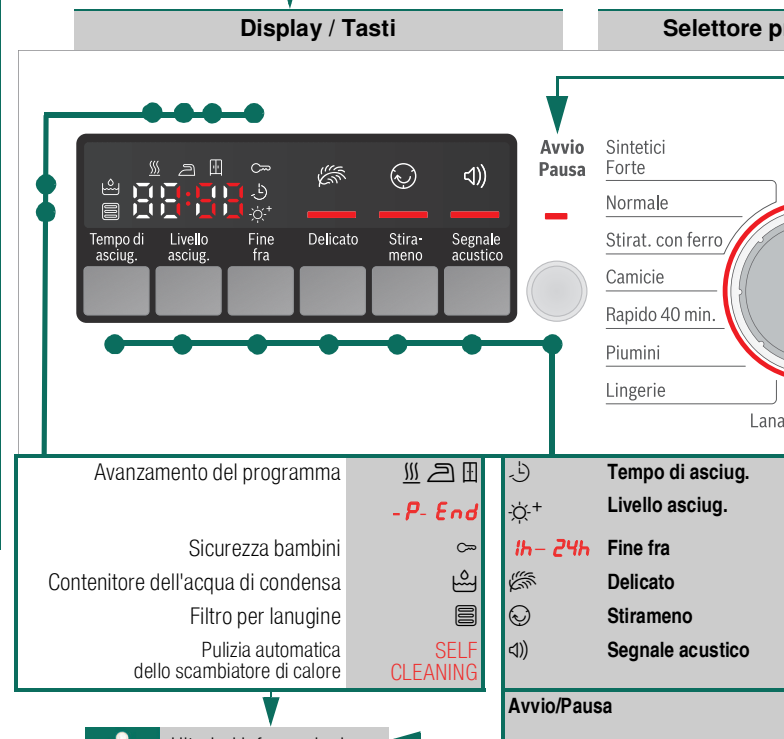 Display / Tasti
Selettore p
Avvio
Pausa
Tempo di
asciug.
Livello
asciug.
Fine
fra
Delicato
Stira-
meno
Segnale
acustico
Sintetici
Forte
Normale
Stirat. con ferro
Camicie
Rapido 40 min.
Piumini
Lingerie
Lana
Avanzamento del programma
-P- End
Sicurezza bambini
Contenitore dell'acqua di condensa
Filtro per lanugine
Pulizia automatica
dello scambiatore di calore
SELF
CLEANING
Tempo di asciug.
Livello asciug.
1h – 24h Fine fra
Delicato
Stirameno
Segnale acustico
Avvio/Pausa